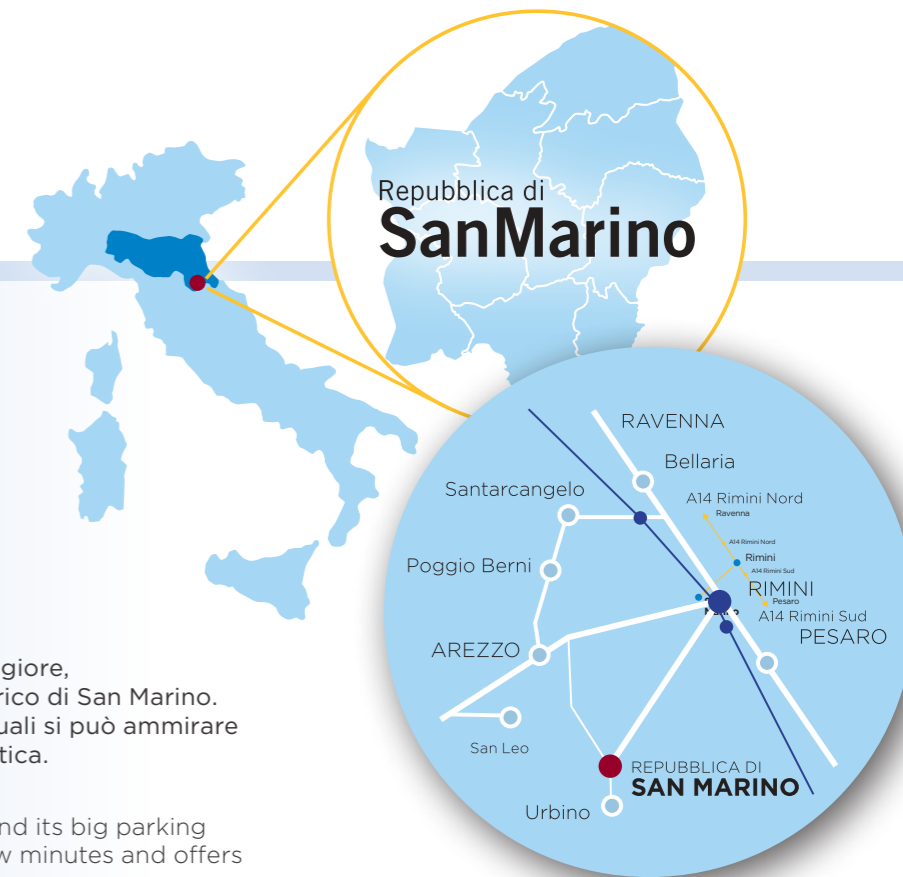 Repubblica di
SanMarino
RAVENNA
Bellaria
Santarcangelo
A14 Rimini Nord
Ravenna
A14 Rimini Nord
Poggio Berni
Rimini
A14 Rimini Sud
RIMINI
Pesaro
A14 Rimini Sud
PESARO
AREZZO
San Leo
REPUBBLICA DI
SAN MARINO
Urbino
giore,
rico di San Marino.
uali si può ammirare
tica.
nd its big parking
w minutes and offers